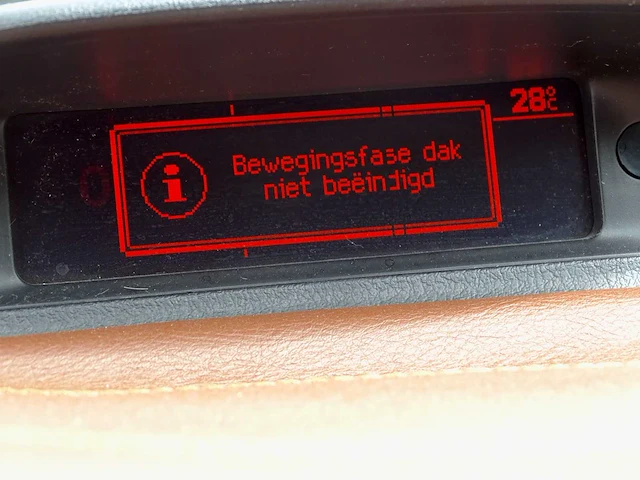 28°C
Bewegingsfase dak
niet beëindigd